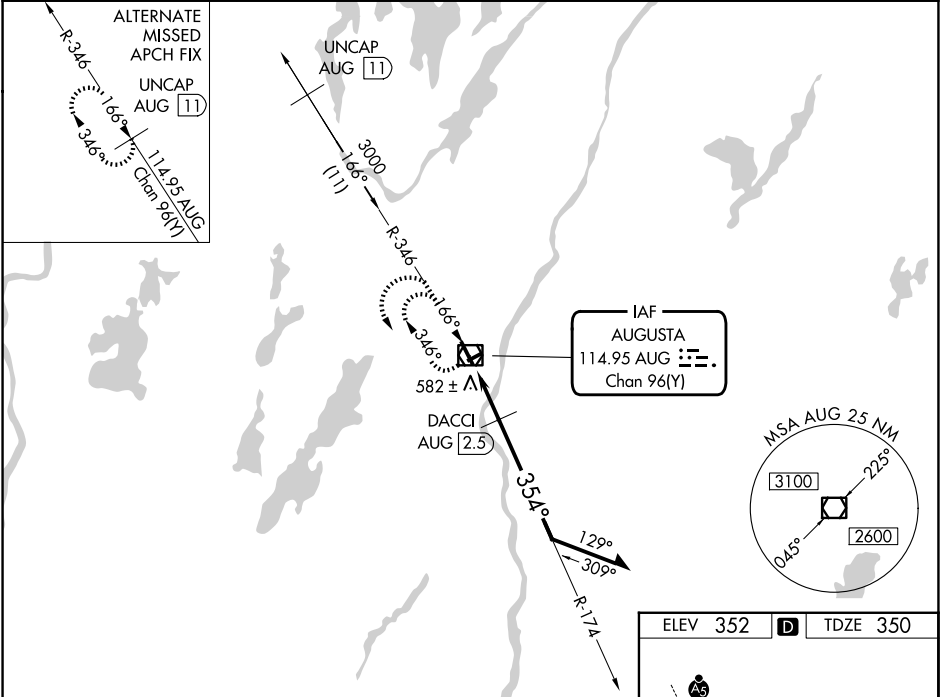 ALTERNATE
MISSED
APCH FIX
UNCAP
AUG 11
R-346
166°
346°
114.95 AUG
Chan 96(Y)
UNCAP
AUG 11
3000
166°
(11)
R-346
166°
346°
IAF
AUGUSTA
114.95 AUG
Chan 96(Y)
582 ±
DACCI
AUG 2.5
354°
129°
309°
R-174
MSA AUG 25 NM
3100
225°
045°
2600
ELEV 352 D TDZE 350
A5